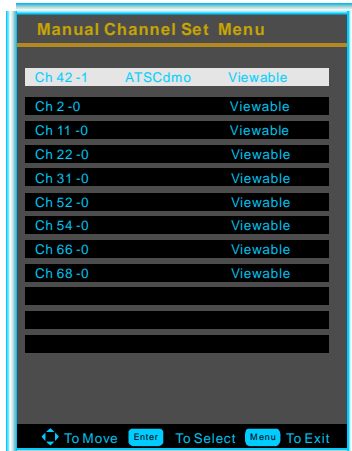 Manual Channel Set Menu
Ch 42 -1 ATSCdmo Viewable
Ch 2 -0 Viewable
Ch 11 -0 Viewable
Ch 22 -0 Viewable
Ch 31 -0 Viewable
Ch 52 -0 Viewable
Ch 54 -0 Viewable
Ch 66 -0 Viewable
Ch 68 -0 Viewable
To Move Enter To Select Menu To Exit